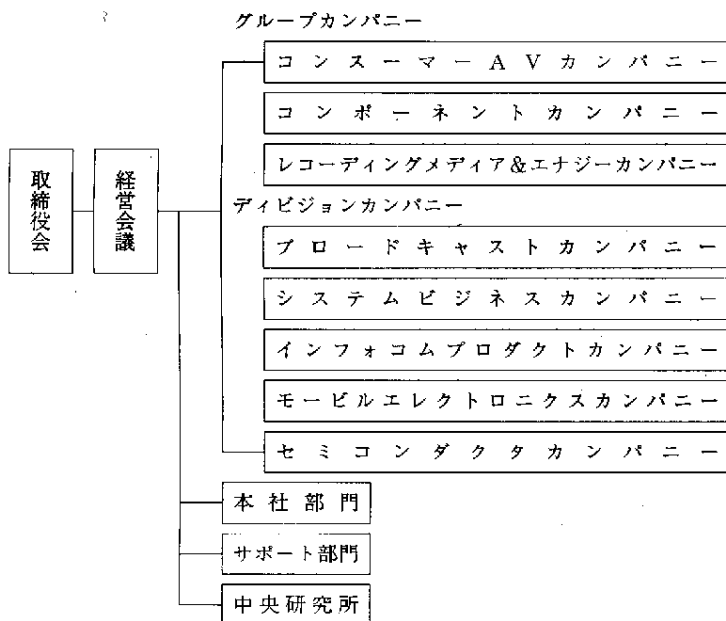 グループカンパニー
コンスーマーAVカンパニー
コンポーネントカンパニー
レコーディングメディア&エナジーカンパニー
取締役会
経営会議
ディビジョンカンパニー
ブロードキャストカンパニー
システムビジネスカンパニー
インフォコムプロダクトカンパニー
モービルエレクトロニクスカンパニー
セミコンダクタカンパニー
本社部門
サポート部門
中央研究所